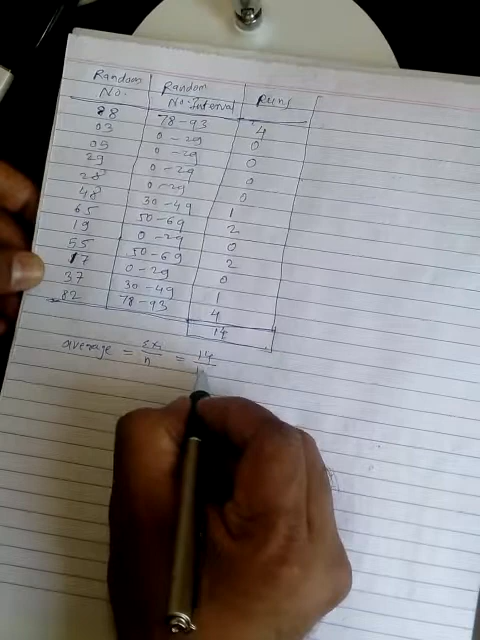 Random No. Random No. Interval Runs
88 78-93 4
03 0-29 0
05 0-29 0
29 0-29 0
28 0-29 0
48 30-49 1
65 50-69 2
19 0-29 0
55 50-69 2
17 0-29 0
37 30-49 1
82 78-93 4
14
average = Σxi/n = 14/